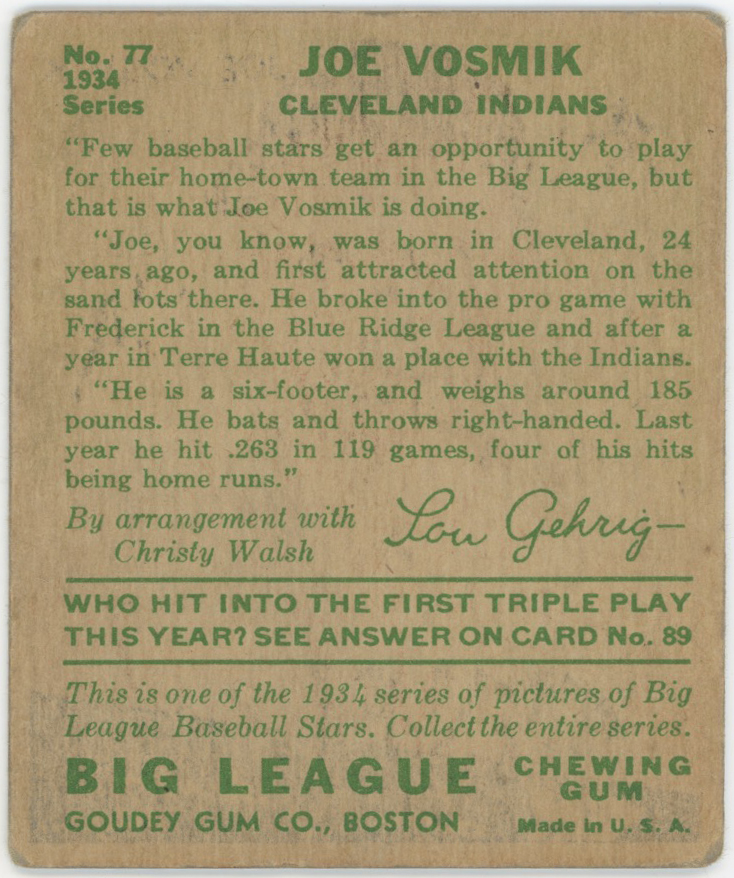 No. 77
1934
Series
JOE VOSMIK
CLEVELAND INDIANS
"Few baseball stars get an opportunity to play
for their home-town team in the Big League, but
that is what Joe Vosmik is doing.
"Joe, you know, was born in Cleveland, 24
years ago, and first attracted attention on the
sand lots there. He broke into the pro game with
Frederick in the Blue Ridge League and after a
year in Terre Haute won a place with the Indians.
"He is a six-footer, and weighs around 185
pounds. He bats and throws right-handed. Last
year he hit .263 in 119 games, four of his hits
being home runs."
By arrangement with
Christy Walsh
Lou Gehrig—
WHO HIT INTO THE FIRST TRIPLE PLAY
THIS YEAR? SEE ANSWER ON CARD No. 89
This is one of the 1934 series of pictures of Big
League Baseball Stars. Collect the entire series.
BIG LEAGUE
CHEWING
GUM
GOUDEY GUM CO., BOSTON
Made in U. S. A.